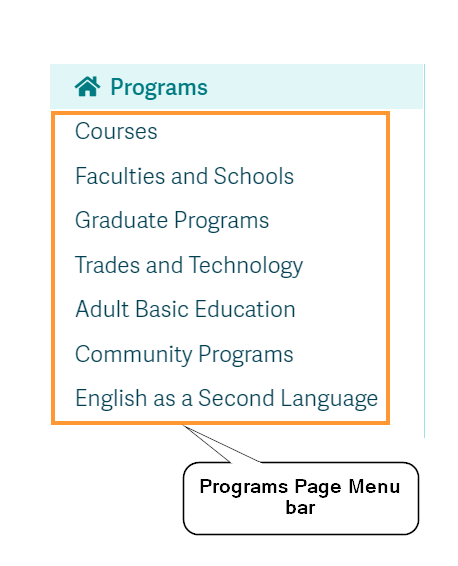 Programs
Courses
Faculties and Schools
Graduate Programs
Trades and Technology
Adult Basic Education
Community Programs
English as a Second Language
Programs Page Menu
bar